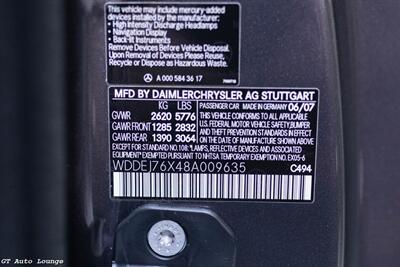 This vehicle may include mercury-added
devices installed by the manufacturer:
• High Intensity Discharge Headlamps
• Navigation Display
• Back-lit Instruments
Remove Devices Before Vehicle Disposal.
Upon Removal of Devices Please Reuse,
Recycle or Dispose as Hazardous Waste.
A 000 584 36 17
MFD BY DAIMLERCHRYSLER AG STUTTGART
KG LBS PASSENGER CAR MADE IN GERMANY 06/07
GVWR 2620 5776 THIS VEHICLE CONFORMS TO ALL APPLICABLE
GAWR FRONT 1285 2832 U.S. FEDERAL MOTOR VEHICLE SAFETY,BUMPER
GAWR REAR 1390 3064 AND THEFT PREVENTION STANDARDS IN EFFECT
ON THE DATE OF MANUFACTURE SHOWN ABOVE.
EXCEPT STANDARD NO.108:"LAMPS,
REFLECTIVE DEVICES AND ASSOCIATED EQUIPMENT
PURSUANT TO NHTSA TEMPORARY EXEMPTION NO. EX05-6
WDDEJ76X48A009635 C494
GT Auto Lounge